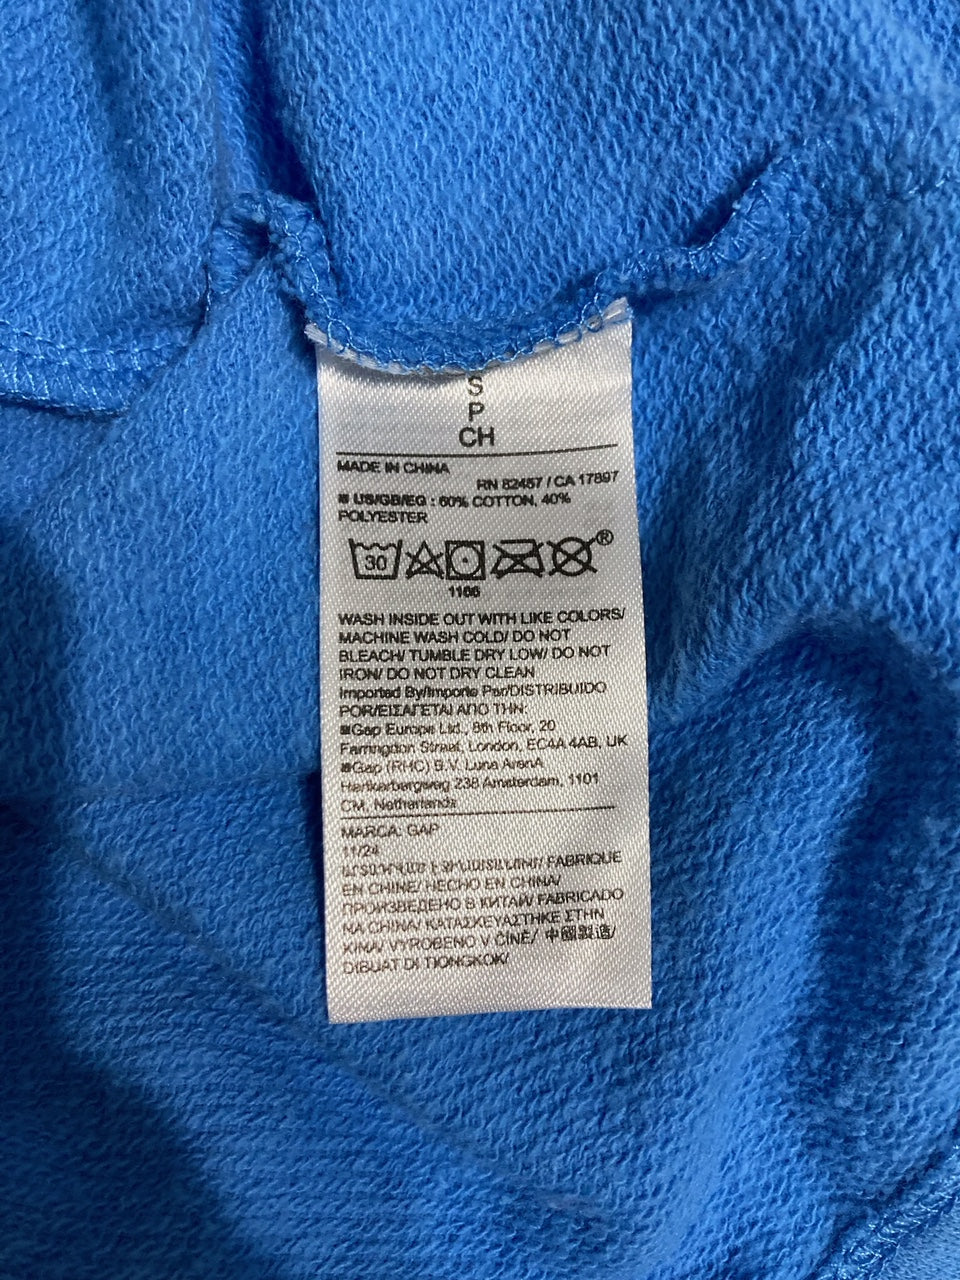 S
P
CH
MADE IN CHINA
RN 82457 / CA 17897
US/GB/EG : 60% COTTON, 40%
POLYESTER
30
®
1166
WASH INSIDE OUT WITH LIKE COLORS/
MACHINE WASH COLD/ DO NOT
BLEACH/ TUMBLE DRY LOW/ DO NOT
IRON/ DO NOT DRY CLEAN
Imported By/Importe Par/DISTRIBUIDO
POR/ΕΙΣΑΓΕΤΑΙ ΑΠΟ ΤΗΝ:
■Gap Europe Ltd., 8th Floor, 20
Farringdon Street, London, EC4A 4AB, UK
■Gap (RHC) B.V. Luna ArenA
Herikerbergweg 238 Amsterdam, 1101
CM, Netherlands
MARCA: GAP
11/24
FABRIQUE
EN CHINE/ HECHO EN CHINA/
ПРОИЗВЕДЕНО В КИТАЙ/ FABRICADO
NA CHINA/ ΚΑΤΑΣΚΕΥΑΣΤΗΚΕ ΣΤΗΝ
ΚΙΝΑ/ VYROBENO V ČÍNĚ/ 中國製造/
DIBUAT DI TIONGKOK/